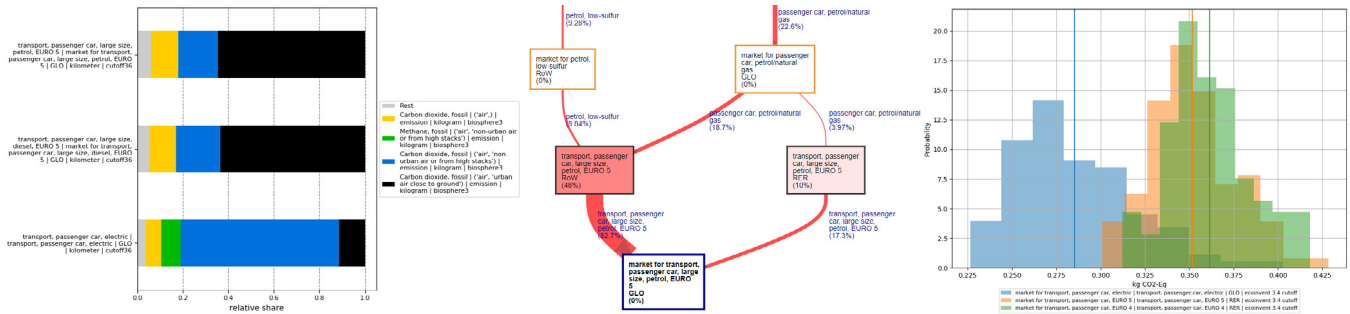 transport, passenger car, large size,
petrol, EURO 5 | market for transport,
passenger car, large size, petrol, EURO
5 | GLO | kilometer | cutoff36
transport, passenger car, large size,
diesel, EURO 5 | market for transport,
passenger car, large size, diesel, EURO
5 | GLO | kilometer | cutoff36
transport, passenger car, electric |
transport, passenger car, electric | GLO
| kilometer | cutoff36
0.0
0.2
0.4
0.6
0.8
1.0
relative share
Rest
Carbon dioxide, fossil | ('air',) |
emission | kilogram | biosphere3
Methane, fossil | ('air', 'non-urban air
or from high stacks') | emission |
kilogram | biosphere3
Carbon dioxide, fossil | ('air', 'non
urban air or from high stacks') |
emission | kilogram | biosphere3
Carbon dioxide, fossil | ('air', 'urban
air close to ground') | emission |
kilogram | biosphere3
petrol, low-sulfur
(9.28%)
passenger car, petrol/natural
gas
(22.6%)
market for petrol,
low sulfur
RoW
(0%)
market for passenger
car, petrol/natural
gas
GLO
(0%)
petrol, low-sulfur
passenger car, petrol/natural
gas
(18.7%)
passenger car, petrol/natural
gas
(3.97%)
transport, passenger
car, large size,
petrol, EURO 5
RoW
(48%)
transport, passenger
car, large size,
petrol, EURO 5
RER
(10%)
transport, passenger
car, large size,
petrol, EURO 5
(82.7%)
transport, passenger
car, large size,
petrol, EURO 5
(17.3%)
market for transport,
passenger car, large
size, petrol, EURO
5
GLO
(0%)
Probability
20.0
17.5
15.0
12.5
10.0
7.5
5.0
2.5
0.0
0.225
0.250
0.275
0.300
0.325
0.350
0.375
0.400
0.425
kg CO2-Eq
market for transport, passenger car, electric | transport, passenger car, electric | GLO | ecoinvent 3.4 cutoff
market for transport, passenger car, EURO 5 | transport, passenger car, EURO 5 | RER | ecoinvent 3.4 cutoff
market for transport, passenger car, EURO 4 | transport, passenger car, EURO 4 | RER | ecoinvent 3.4 cutoff